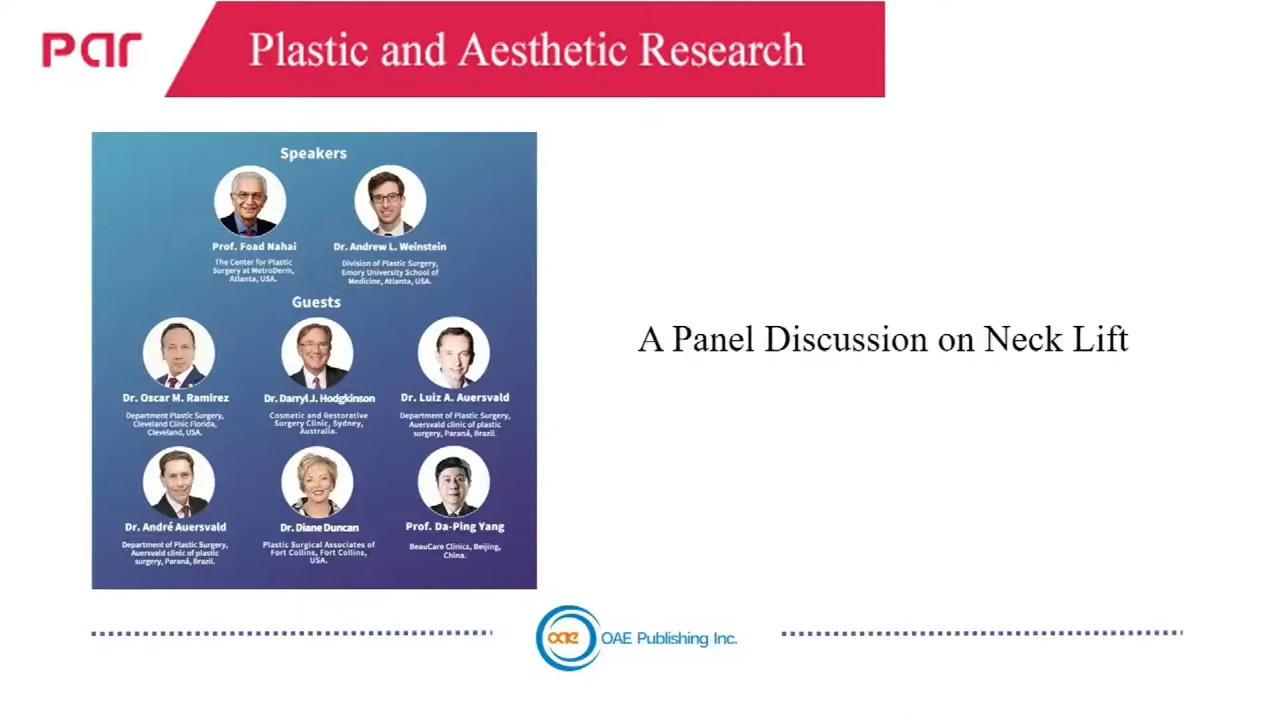 par
Plastic and Aesthetic Research
Speakers
Prof. Foad Nahai
The Center for Plastic
Surgery at MetroDerm,
Atlanta, USA.
Dr. Andrew L. Weinstein
Division of Plastic Surgery,
Emory University School of
Medicine, Atlanta, USA.
Guests
Dr. Oscar M. Ramirez
Department Plastic Surgery,
Cleveland Clinic Florida,
Cleveland, USA.
Dr. Darryl J. Hodgkinson
Cosmetic and Restorative
Surgery Clinic, Sydney,
Australia.
Dr. Luiz A. Auersvald
Department of Plastic Surgery,
Auersvald clinic of plastic
surgery, Paraná, Brazil.
Dr. André Auersvald
Department of Plastic Surgery,
Auersvald clinic of plastic
surgery, Paraná, Brazil.
Dr. Diane Duncan
Plastic Surgical Associates of
Fort Collins, Fort Collins,
USA.
Prof. Da-Ping Yang
BeauCare Clinics, Beijing,
China.
A Panel Discussion on Neck Lift
oae OAE Publishing Inc.